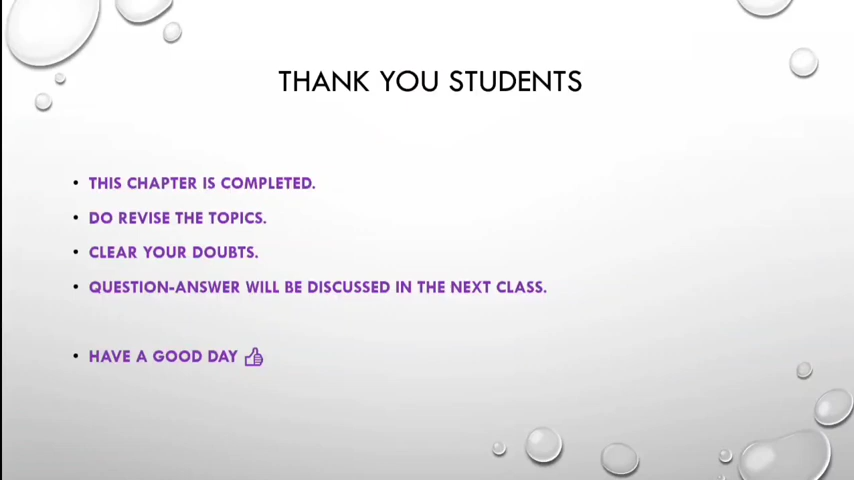 THANK YOU STUDENTS
• THIS CHAPTER IS COMPLETED.
• DO REVISE THE TOPICS.
• CLEAR YOUR DOUBTS.
• QUESTION-ANSWER WILL BE DISCUSSED IN THE NEXT CLASS.
• HAVE A GOOD DAY 👍